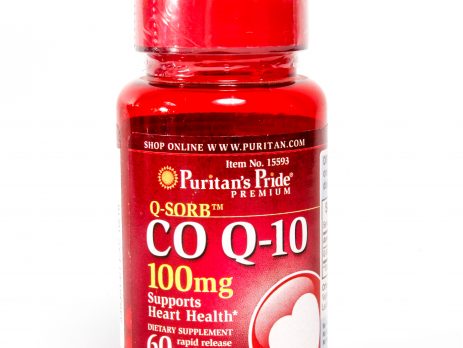 SHOP ONLINE WWW.PURITAN.COM
Item No. 15593
Puritan's Pride®
PREMIUM
Q-SORB™
CO Q-10
100mg
Supports
Heart Health*
DIETARY SUPPLEMENT
60 rapid release